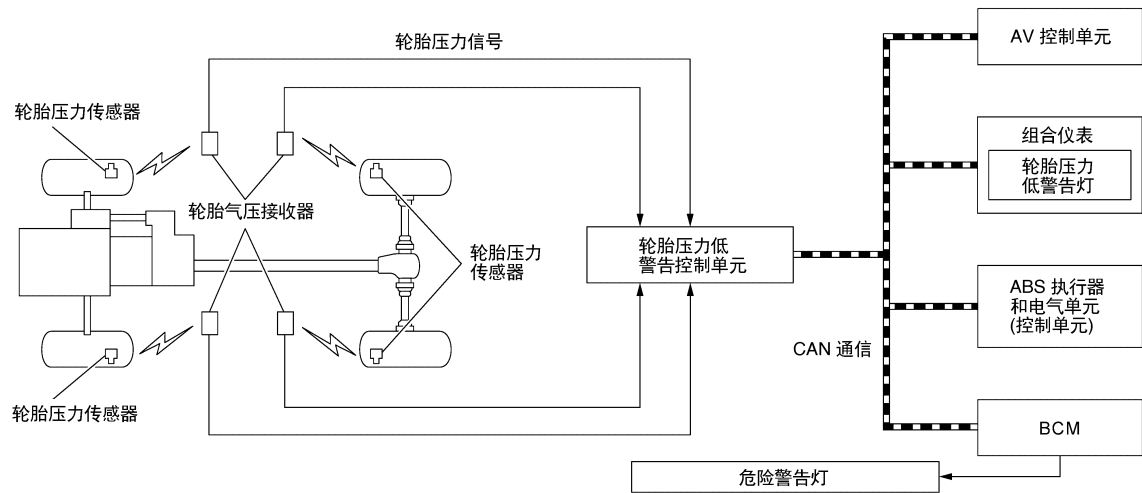 轮胎压力信号
AV 控制单元
轮胎压力传感器
组合仪表
轮胎压力
低警告灯
轮胎气压接收器
轮胎压力
传感器
轮胎压力低
警告控制单元
ABS 执行器
和电气单元
(控制单元)
CAN 通信
轮胎压力传感器
BCM
危险警告灯